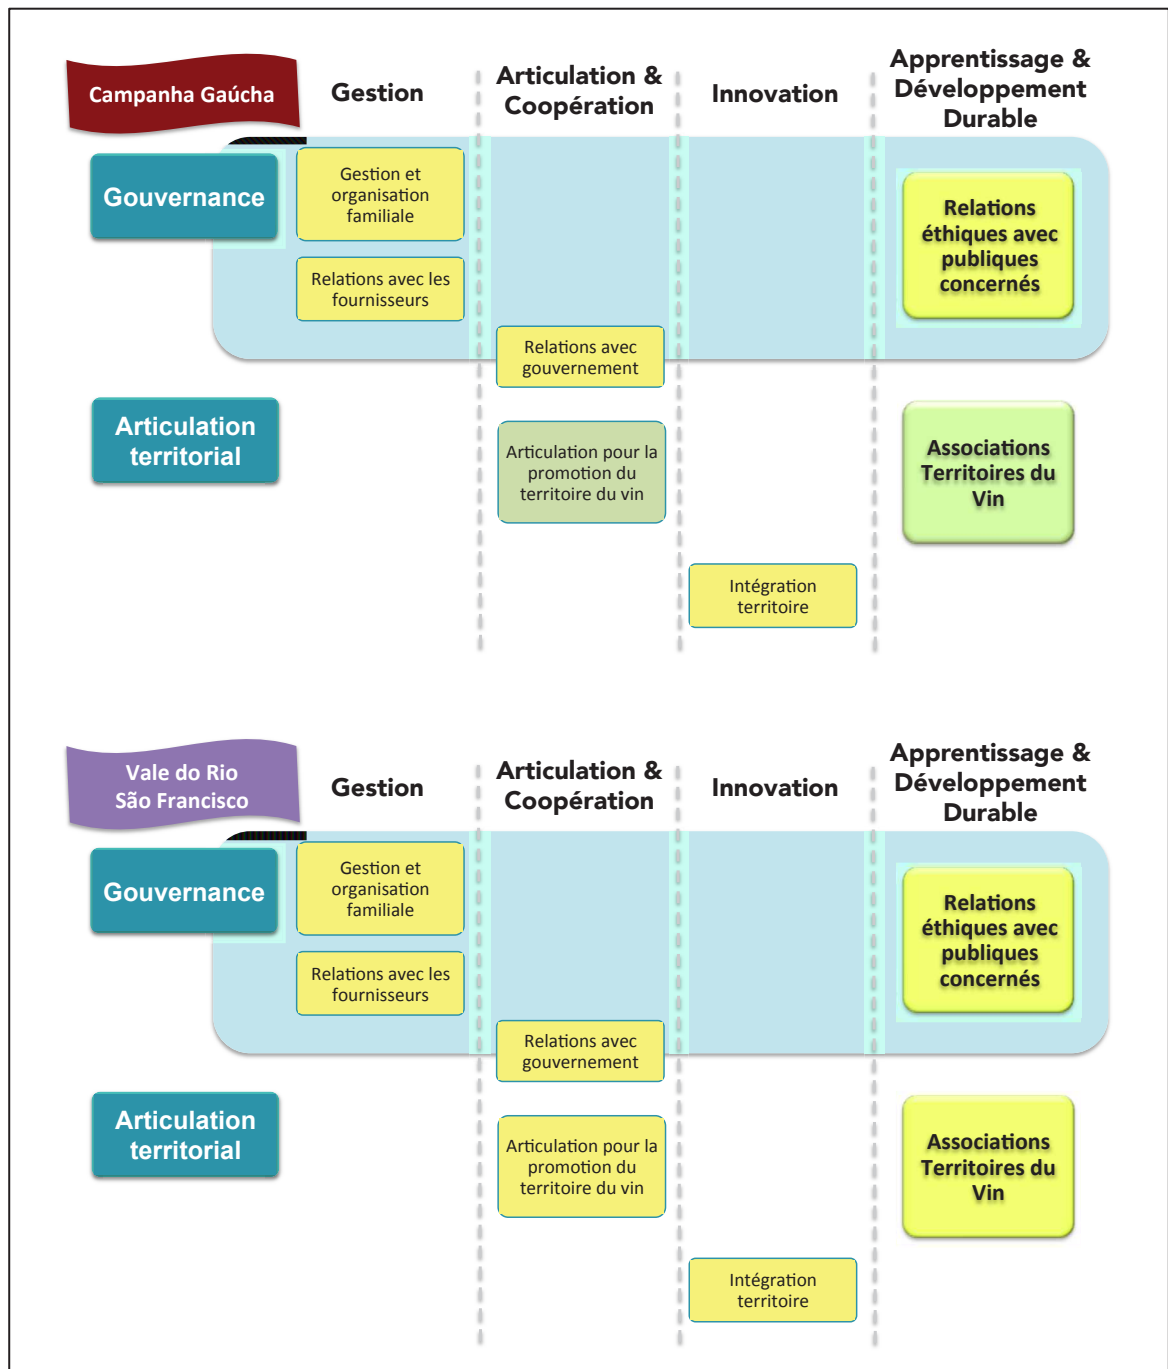 Campanha Gaúcha
Gestion
Articulation &
Coopération
Innovation
Apprentissage &
Développement
Durable
Gouvernance
Gestion et
organisation
familiale
Relations
éthiques avec
publiques
concernés
Relations avec les
fournisseurs
Relations avec
gouvernement
Articulation
territorial
Articulation pour la
promotion du
territoire du vin
Associations
Territoires du
Vin
Intégration
territoire
Vale do Rio
São Francisco
Gestion
Articulation &
Coopération
Innovation
Apprentissage &
Développement
Durable
Gouvernance
Gestion et
organisation
familiale
Relations
éthiques avec
publiques
concernés
Relations avec les
fournisseurs
Relations avec
gouvernement
Articulation
territorial
Articulation pour la
promotion du
territoire du vin
Associations
Territoires du
Vin
Intégration
territoire